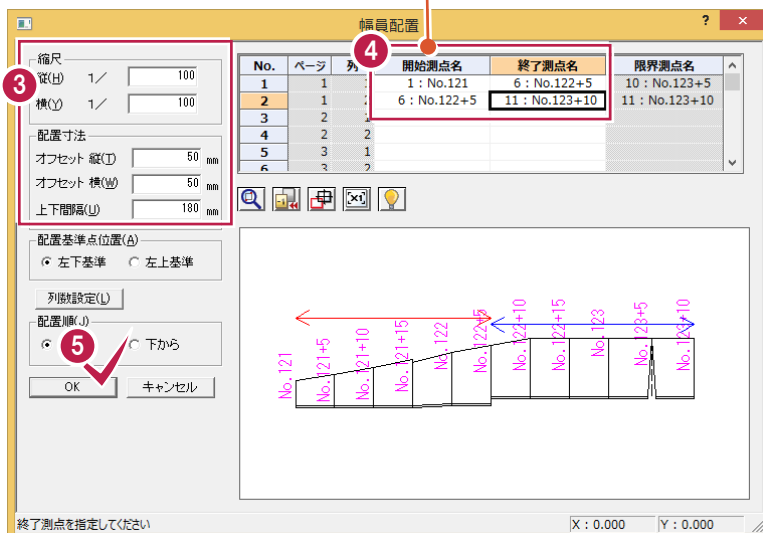 幅員配置
? ×
3
縮尺
縦(H) 1／ 100
横(Y) 1／ 100
配置寸法
オフセット 縦(T) 50 mm
オフセット 横(W) 50 mm
上下間隔(U) 180 mm
配置基準点位置(A)
左下基準 左上基準
列数設定(L)
配置順(J)
下から
5
OK キャンセル
4
No. ページ 列 開始測点名 終了測点名 限界測点名
1 1 1：No.121 6：No.122+5 10：No.123+5
2 1 2 6：No.122+5 11：No.123+10 11：No.123+10
3 2 1
4 2 2
5 3 1
6 3 2
No.121
No.121+5
No.121+10
No.121+15
No.122
No.122+5
No.122+10
No.122+15
No.123
No.123+5
No.123+10
終了測点を指定してください
X：0.000 Y：0.000